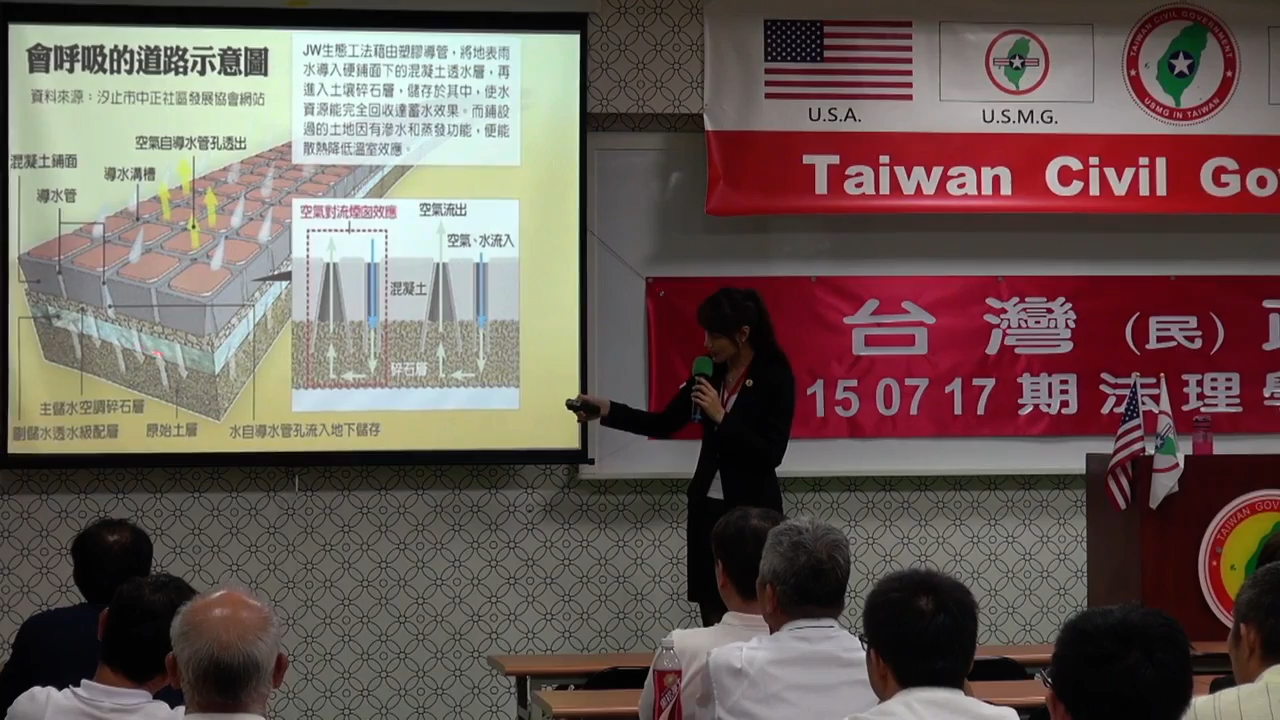 會呼吸的道路示意圖
資料來源：汐止市中正社區發展協會網站
JW生態工法藉由塑膠導管，將地表雨
水導入硬鋪面下的混凝土透水層，再
進入土壤碎石層，儲存於其中，使水
資源能完全回收達蓄水效果。而鋪設
過的土地因有滲水和蒸發功能，便能
散熱降低溫室效應。
空氣自導水管孔透出
混凝土鋪面
導水溝槽
導水管
空氣對流煙囪效應
空氣流出
空氣、水流入
混凝土
碎石層
主儲水空調碎石層
副儲水透水級配層
原始土層
水自導水管孔流入地下儲存
U.S.A.
U.S.M.G.
TAIWAN CIVIL GOVERNMENT
USMG IN TAIWAN
Taiwan Civil Go
台灣（民）
15 07 17 期法理學
TAIWAN GOV